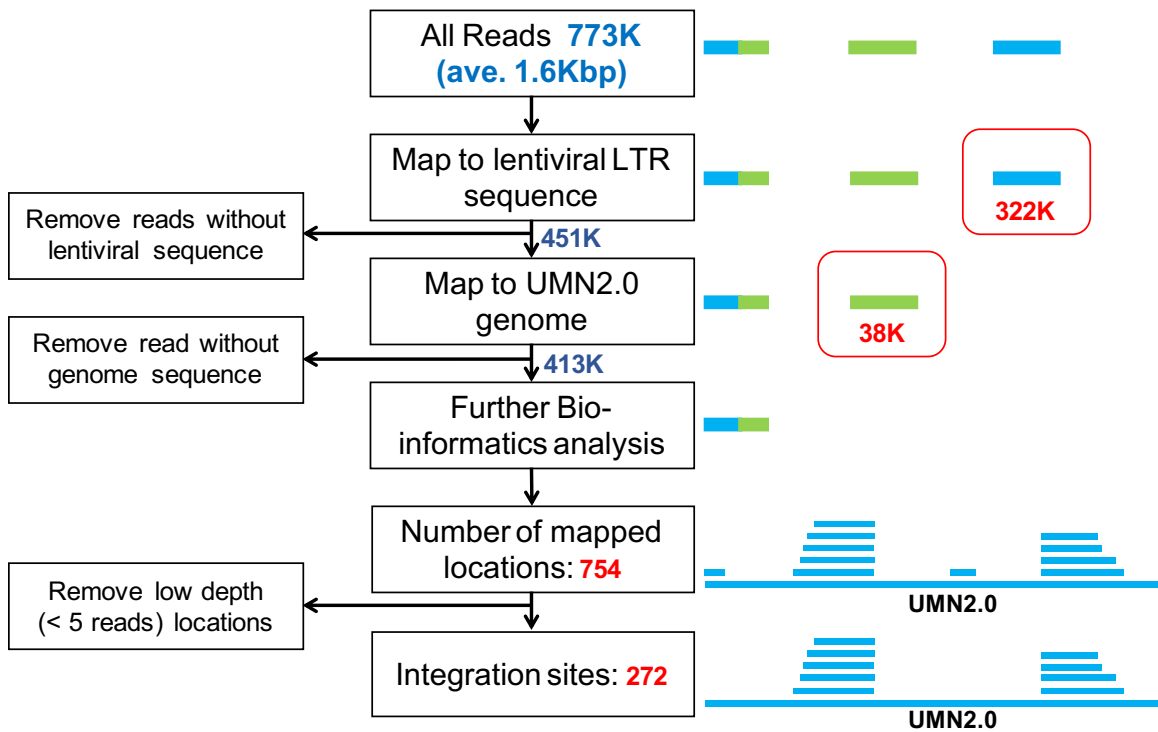 All Reads 773K
(ave. 1.6Kbp)
Map to lentiviral LTR
sequence
322K
Remove reads without
lentiviral sequence
451K
Map to UMN2.0
genome
38K
Remove read without
genome sequence
413K
Further Bio-
informatics analysis
Number of mapped
locations: 754
UMN2.0
Remove low depth
(< 5 reads) locations
Integration sites: 272
UMN2.0